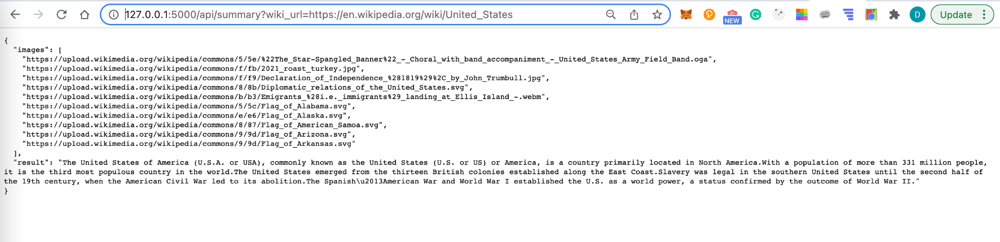 127.0.0.1:5000/api/summary?wiki_url=https://en.wikipedia.org/wiki/United_States
NEW
D
Update
{
"images": [
"https://upload.wikimedia.org/wikipedia/commons/5/5e/%22The_Star-Spangled_Banner%22_-_Choral_with_band_accompaniment_-_United_States_Army_Field_Band.oga",
"https://upload.wikimedia.org/wikipedia/commons/f/fb/2021_roast_turkey.jpg",
"https://upload.wikimedia.org/wikipedia/commons/f/f9/Declaration_of_Independence_%281819%29%2C_by_John_Trumbull.jpg",
"https://upload.wikimedia.org/wikipedia/commons/8/8b/Diplomatic_relations_of_the_United_States.svg",
"https://upload.wikimedia.org/wikipedia/commons/b/b3/Emigrants_%28i.e._immigrants%29_landing_at_Ellis_Island_-.webm",
"https://upload.wikimedia.org/wikipedia/commons/5/5c/Flag_of_Alabama.svg",
"https://upload.wikimedia.org/wikipedia/commons/e/e6/Flag_of_Alaska.svg",
"https://upload.wikimedia.org/wikipedia/commons/8/87/Flag_of_American_Samoa.svg",
"https://upload.wikimedia.org/wikipedia/commons/9/9d/Flag_of_Arizona.svg",
"https://upload.wikimedia.org/wikipedia/commons/9/9d/Flag_of_Arkansas.svg"
],
"result": "The United States of America (U.S.A. or USA), commonly known as the United States (U.S. or US) or America, is a country primarily located in North America.With a population of more than 331 million people,
it is the third most populous country in the world.The United States emerged from the thirteen British colonies established along the East Coast.Slavery was legal in the southern United States until the second half of
the 19th century, when the American Civil War led to its abolition.The Spanish\u2013American War and World War I established the U.S. as a world power, a status confirmed by the outcome of World War II."
}